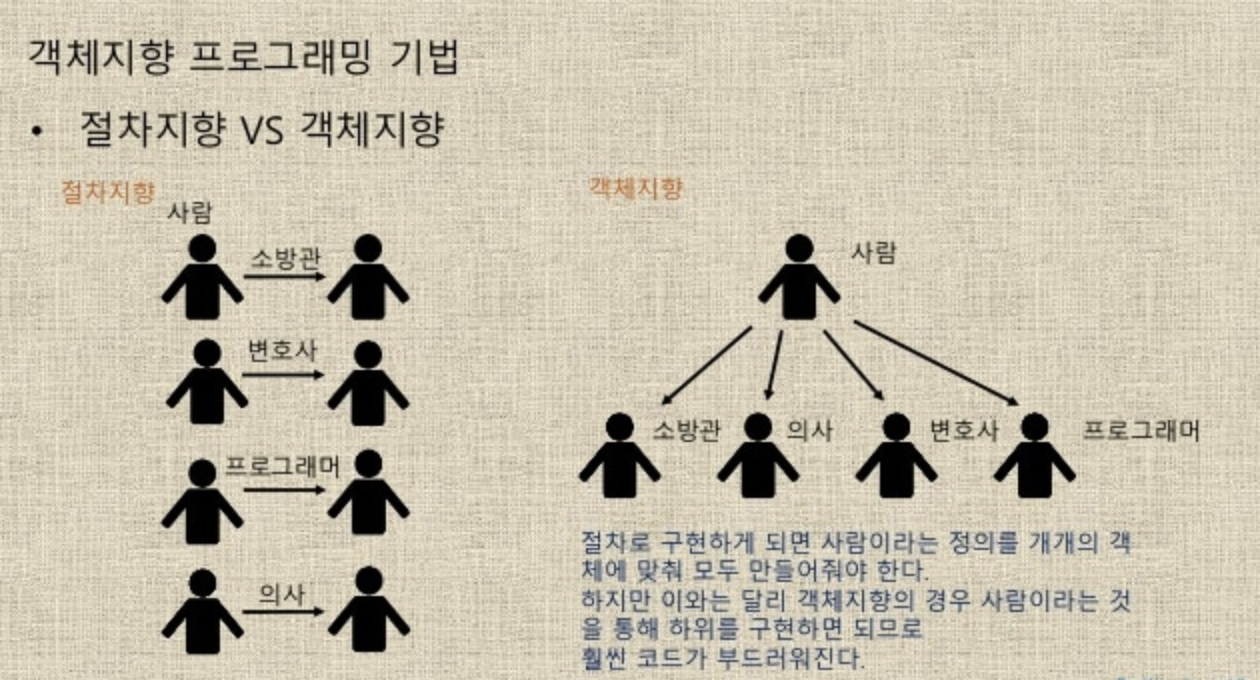 객체지향 프로그래밍 기법
• 절차지향 VS 객체지향
절차지향
사람
소방관
변호사
프로그래머
의사
객체지향
사람
소방관 의사 변호사 프로그래머
절차로 구현하게 되면 사람이라는 정의를 개개의 객
체에 맞춰 모두 만들어줘야 한다.
하지만 이와는 달리 객체지향의 경우 사람이라는 것
을 통해 하위를 구현하면 되므로
훨씬 코드가 부드러워진다.